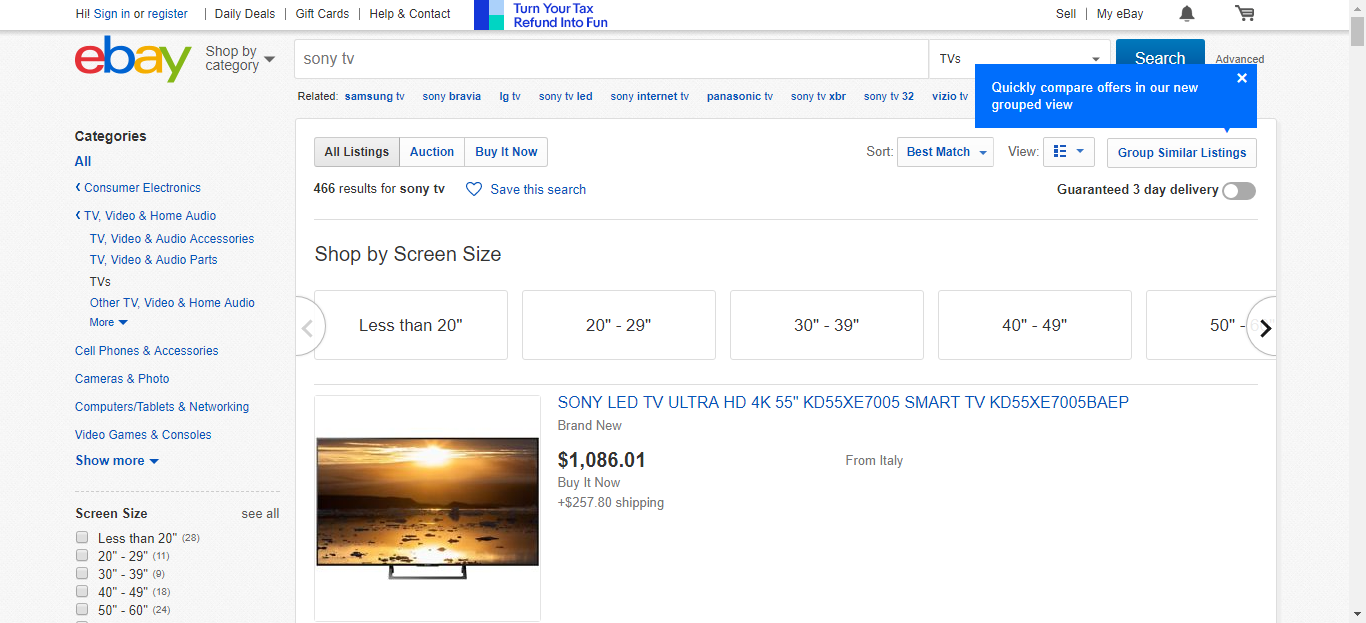 Hi! Sign in or register | Daily Deals | Gift Cards | Help & Contact
Turn Your Tax
Refund Into Fun
Sell | My eBay
ebay
Shop by
category
sony tv
TVs
Search
Advanced
Related: samsung tv sony bravia lg tv sony tv led sony internet tv panasonic tv sony tv xbr sony tv 32 vizio tv
Quickly compare offers in our new
grouped view
Categories
All
Consumer Electronics
TV, Video & Home Audio
TV, Video & Audio Accessories
TV, Video & Audio Parts
TVs
Other TV, Video & Home Audio
More
Cell Phones & Accessories
Cameras & Photo
Computers/Tablets & Networking
Video Games & Consoles
Show more
Screen Size see all
Less than 20" (28)
20" - 29" (11)
30" - 39" (9)
40" - 49" (18)
50" - 60" (24)
All Listings Auction Buy It Now
Sort: Best Match View: Group Similar Listings
466 results for sony tv Save this search
Guaranteed 3 day delivery
Shop by Screen Size
Less than 20" 20" - 29" 30" - 39" 40" - 49" 50" -
SONY LED TV ULTRA HD 4K 55" KD55XE7005 SMART TV KD55XE7005BAEP
Brand New
$1,086.01 From Italy
Buy It Now
+$257.80 shipping